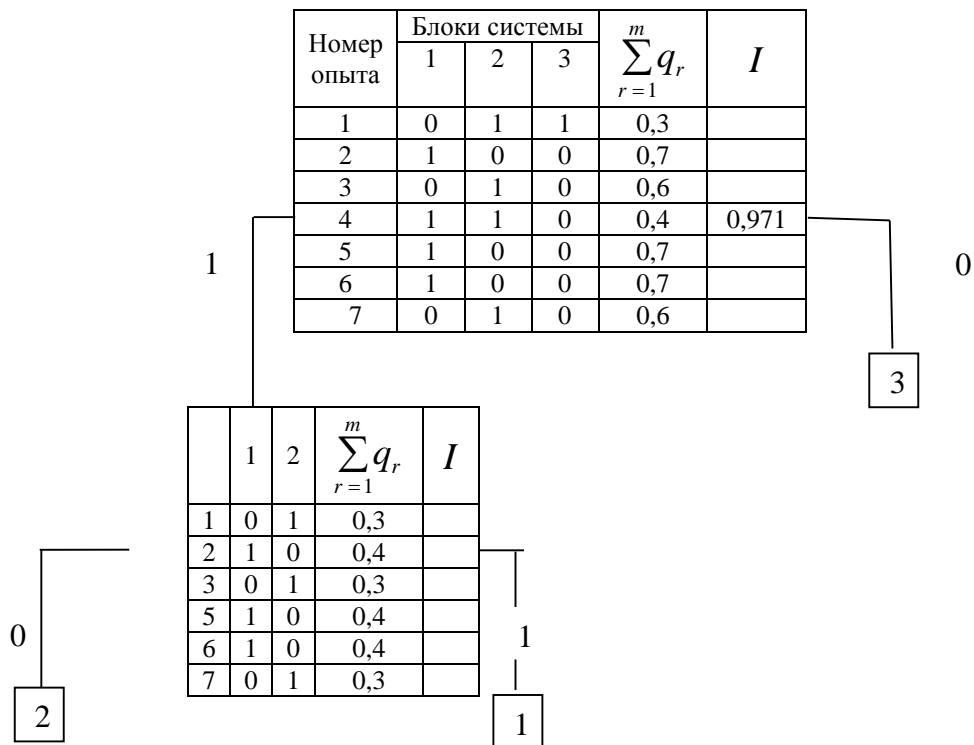 Номер опыта Блоки системы \sum_{r=1}^{m} q_r I
1 2 3
1 0 1 1 0,3
2 1 0 0 0,7
3 0 1 0 0,6
4 1 1 0 0,4 0,971
5 1 0 0 0,7
6 1 0 0 0,7
7 0 1 0 0,6
1
0
3
1 2 \sum_{r=1}^{m} q_r I
1 0 1 0,3
2 1 0 0,4
3 0 1 0,3
5 1 0 0,4
6 1 0 0,4
7 0 1 0,3
0
1
2
1